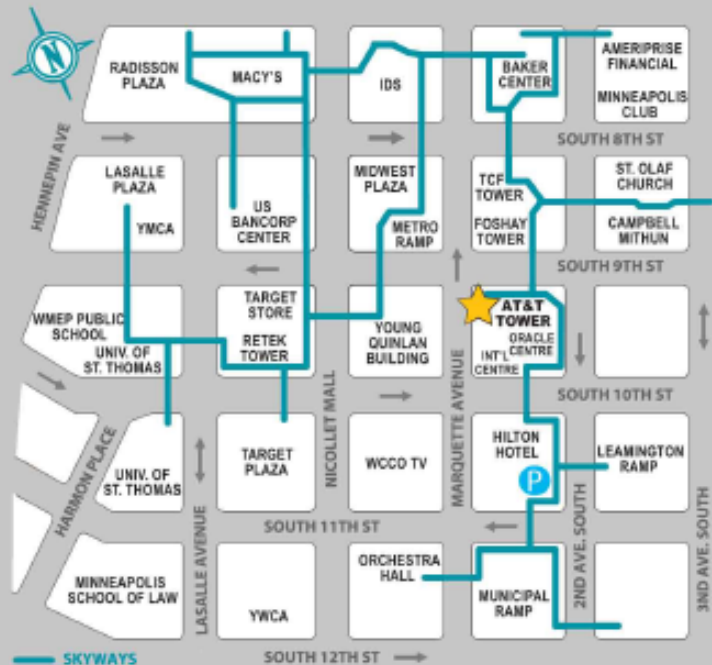 N
RADISSON
PLAZA
MACY'S
IDS
BAKER
CENTER
AMERIPRISE
FINANCIAL
MINNEAPOLIS
CLUB
HENNEPIN AVE
SOUTH 8TH ST
LASALLE
PLAZA
YMCA
US
BANCORP
CENTER
MIDWEST
PLAZA
METRO
RAMP
TCF
TOWER
FOSHAY
TOWER
ST. OLAF
CHURCH
CAMPBELL
MITHUN
SOUTH 9TH ST
WMEP PUBLIC
SCHOOL
UNIV. OF
ST. THOMAS
TARGET
STORE
RETEK
TOWER
YOUNG
QUINLAN
BUILDING
AT&T
TOWER
ORACLE
CENTRE
INT'L
CENTRE
SOUTH 10TH ST
HARMON PLACE
UNIV. OF
ST. THOMAS
LASALLE AVENUE
TARGET
PLAZA
NICOLLET MALL
WCCO TV
MARQUETTE AVENUE
HILTON
HOTEL
P
LEAMINGTON
RAMP
2ND AVE. SOUTH
3ND AVE. SOUTH
SOUTH 11TH ST
MINNEAPOLIS
SCHOOL OF LAW
YWCA
ORCHESTRA
HALL
MUNICIPAL
RAMP
SKYWAYS
SOUTH 12TH ST